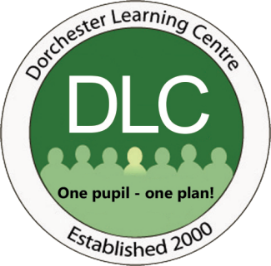 Dorchester Learning Centre
DLC
One pupil - one plan!
Established 2000